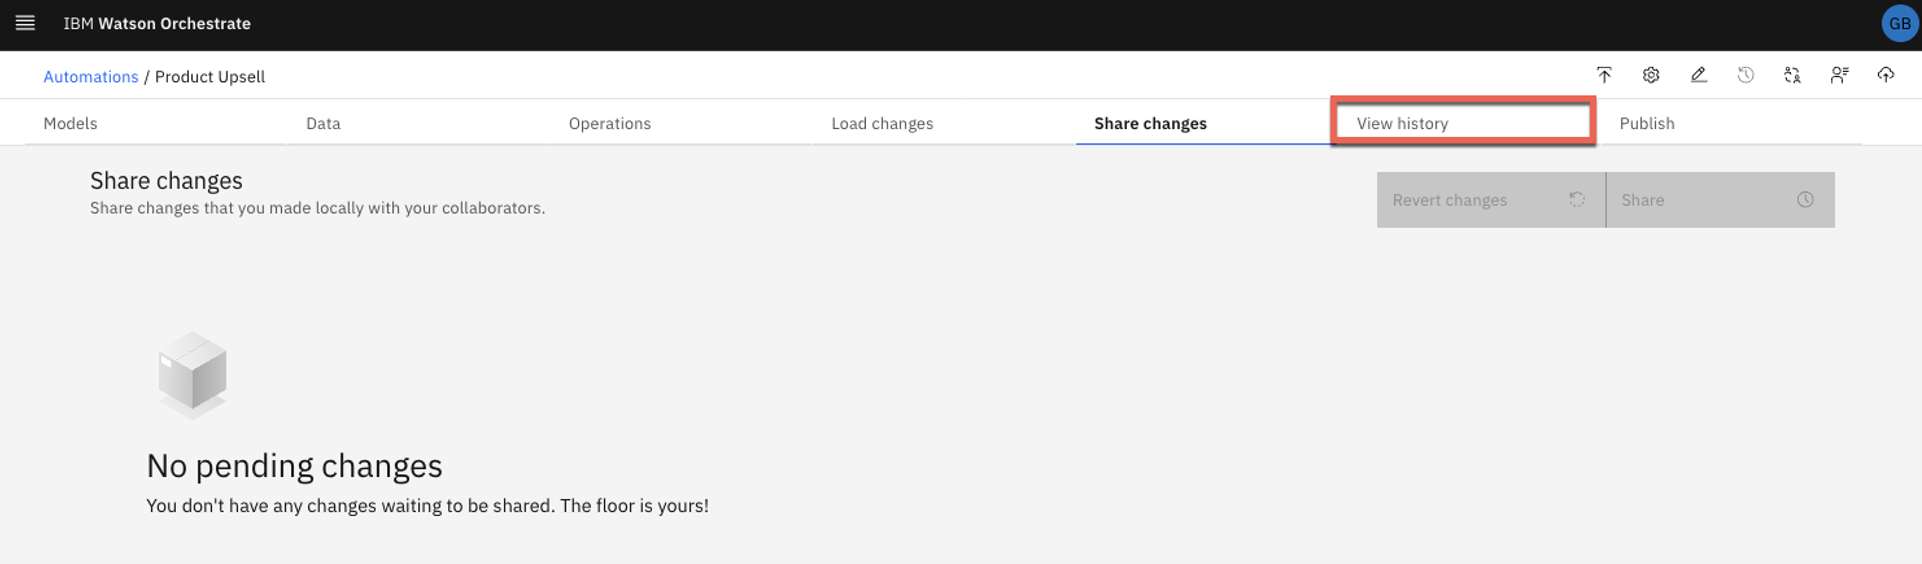 IBM Watson Orchestrate
GB
Automations / Product Upsell
Models Data Operations Load changes Share changes View history Publish
Share changes
Share changes that you made locally with your collaborators.
Revert changes Share
No pending changes
You don't have any changes waiting to be shared. The floor is yours!